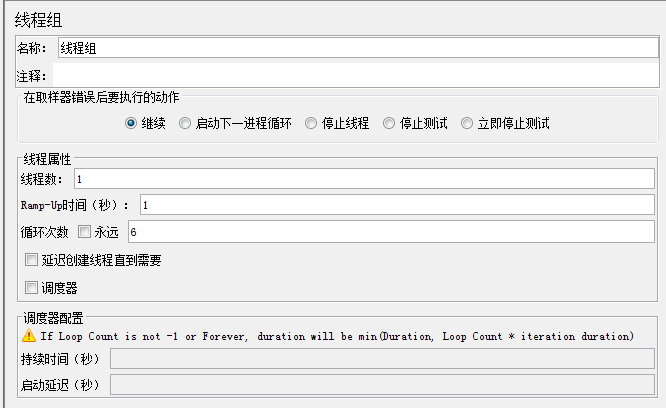 线程组
名称： 线程组
注释：
在取样器错误后要执行的动作
继续 启动下一进程循环 停止线程 停止测试 立即停止测试
线程属性
线程数： 1
Ramp-Up时间（秒）： 1
循环次数 永远 6
延迟创建线程直到需要
调度器
调度器配置
If Loop Count is not -1 or Forever, duration will be min(Duration, Loop Count * iteration duration)
持续时间（秒）
启动延迟（秒）